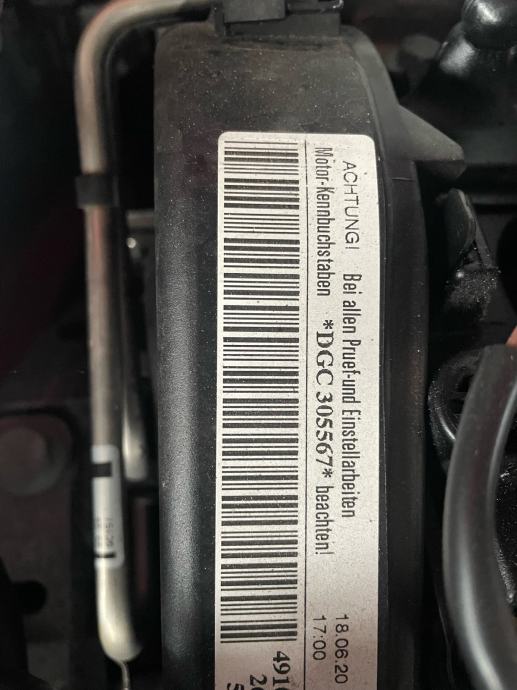 ACHTUNG! Bei allen Pruef-und Einstellarbeiten
Motor-Kennbuchstaben *DGC 305567* beachten!
18.06.20
17:00